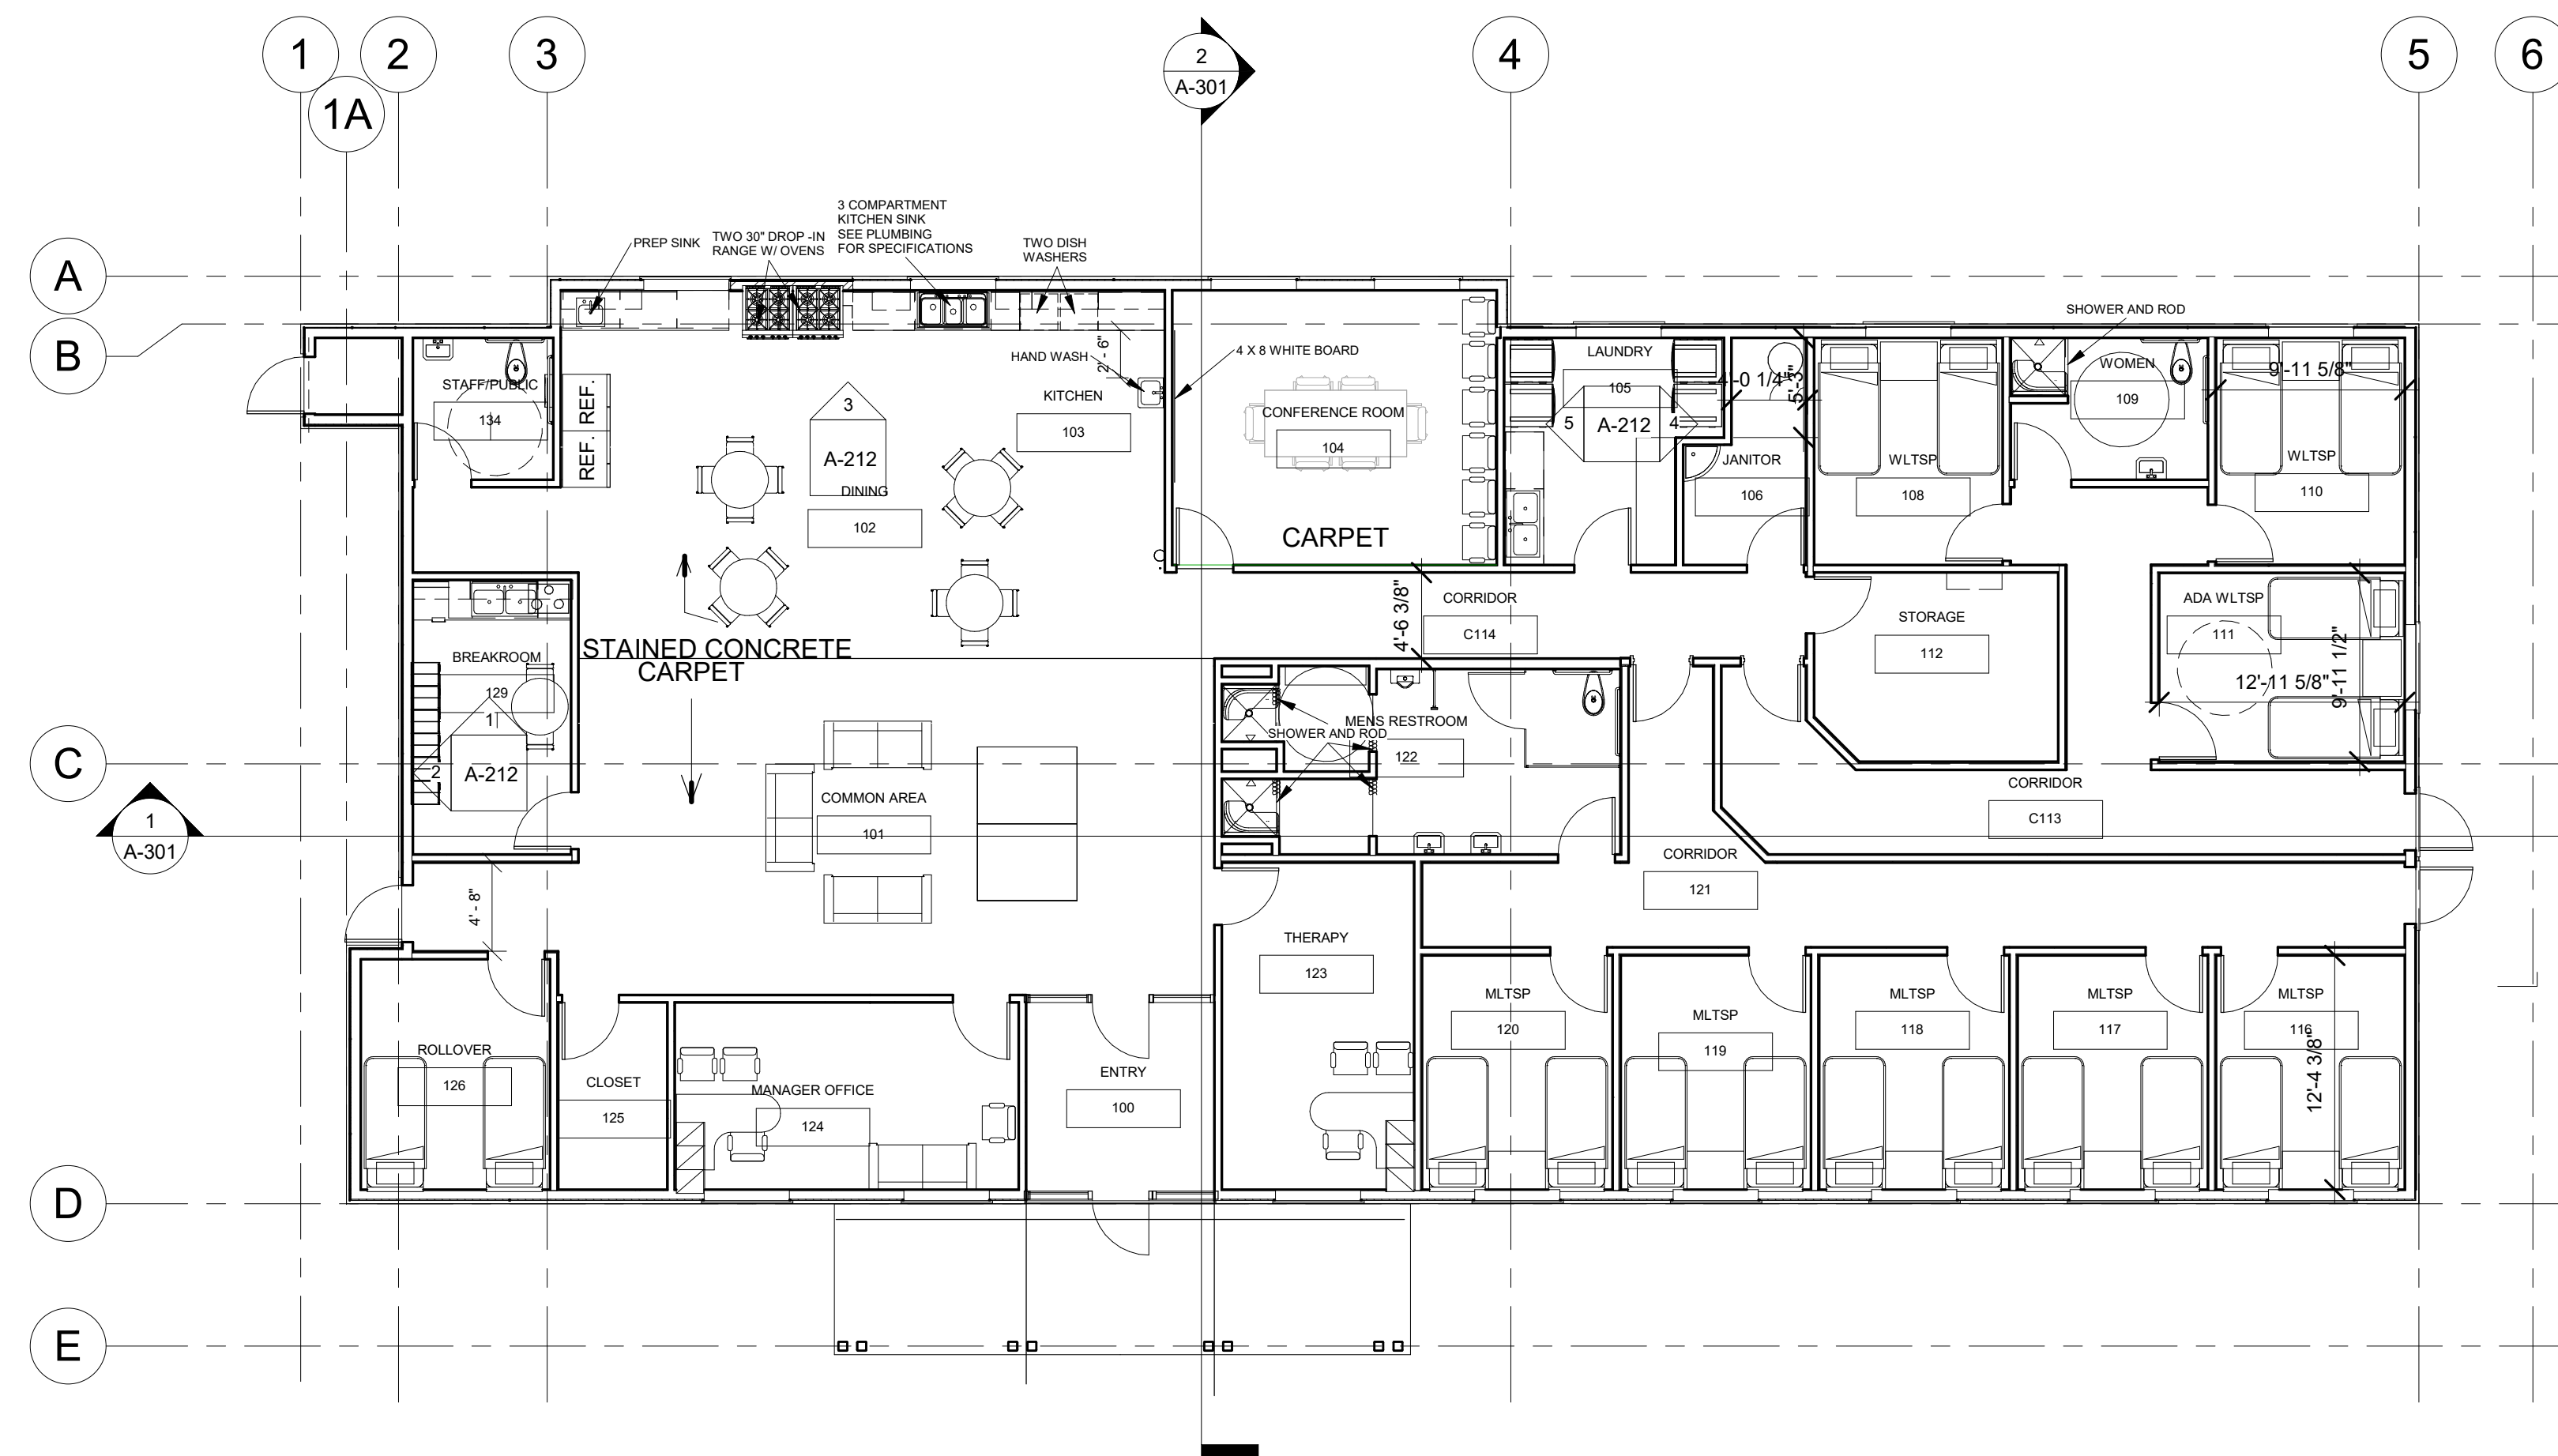 1
2
3
4
5
6
1A
2
A-301
A
B
C
D
E
1
A-301
PREP SINK
TWO 30" DROP -IN
RANGE W/ OVENS
3 COMPARTMENT
KITCHEN SINK
SEE PLUMBING
FOR SPECIFICATIONS
TWO DISH
WASHERS
HAND WASH
2' - 6"
4 X 8 WHITE BOARD
SHOWER AND ROD
STAFF/PUBLIC
134
REF.
REF.
3
A-212
DINING
102
KITCHEN
103
CONFERENCE ROOM
104
CARPET
LAUNDRY
105
5
A-212
4
4'-0 1/4"
5'-3"
JANITOR
106
WLTSP
108
WOMEN
109
9'-11 5/8"
WLTSP
110
STAINED CONCRETE
CARPET
BREAKROOM
129
1
2
A-212
CORRIDOR
C114
4'-6 3/8"
STORAGE
112
ADA WLTSP
111
12'-11 5/8"
9'-11 1/2"
MENS RESTROOM
SHOWER AND ROD
122
COMMON AREA
101
CORRIDOR
C113
CORRIDOR
121
4' - 8"
THERAPY
123
ROLLOVER
126
CLOSET
125
MANAGER OFFICE
124
ENTRY
100
MLTSP
120
MLTSP
119
MLTSP
118
MLTSP
117
MLTSP
116
12'-4 3/8"